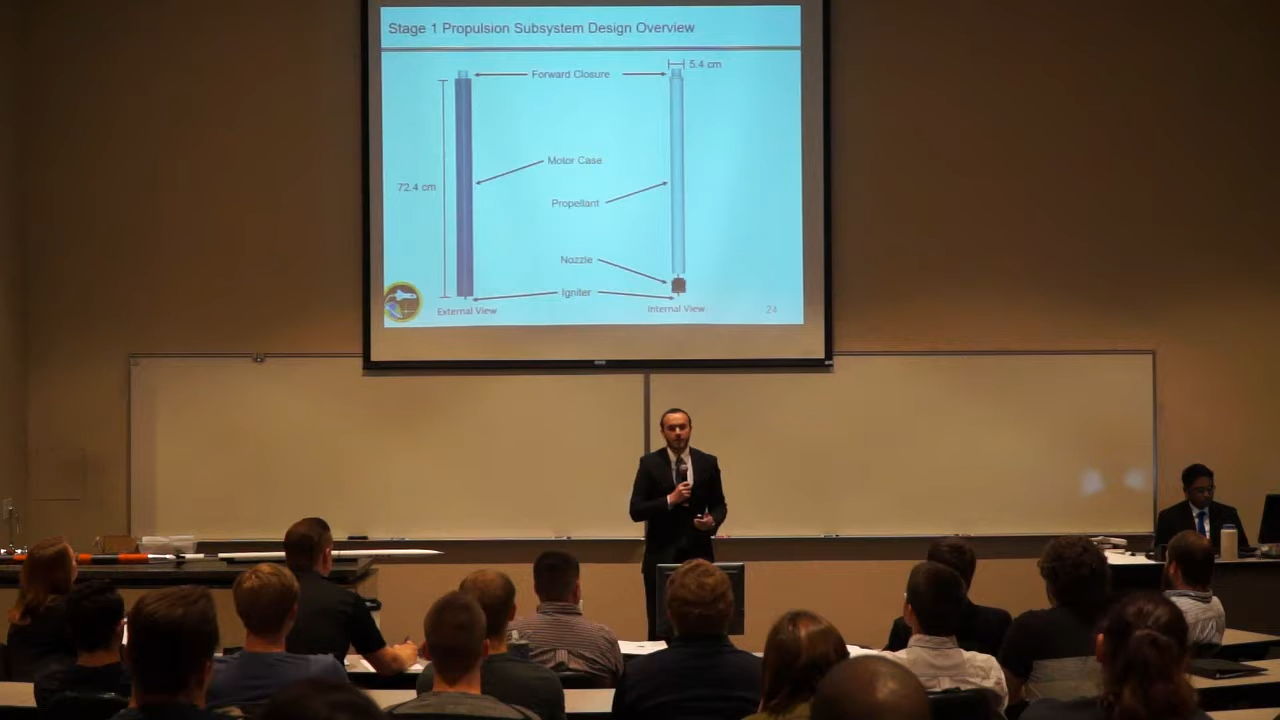 Stage 1 Propulsion Subsystem Design Overview
5.4 cm
Forward Closure
Motor Case
72.4 cm
Propellant
Nozzle
Igniter
External View
Internal View
24